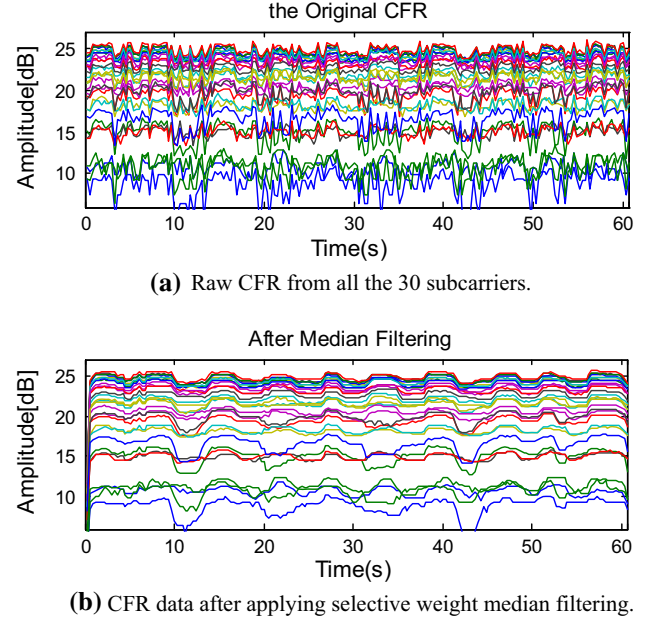 the Original CFR
Amplitude[dB]
25
20
15
10
0 10 20 30 40 50 60
Time(s)
(a) Raw CFR from all the 30 subcarriers.
After Median Filtering
Amplitude[dB]
25
20
15
10
0 10 20 30 40 50 60
Time(s)
(b) CFR data after applying selective weight median filtering.